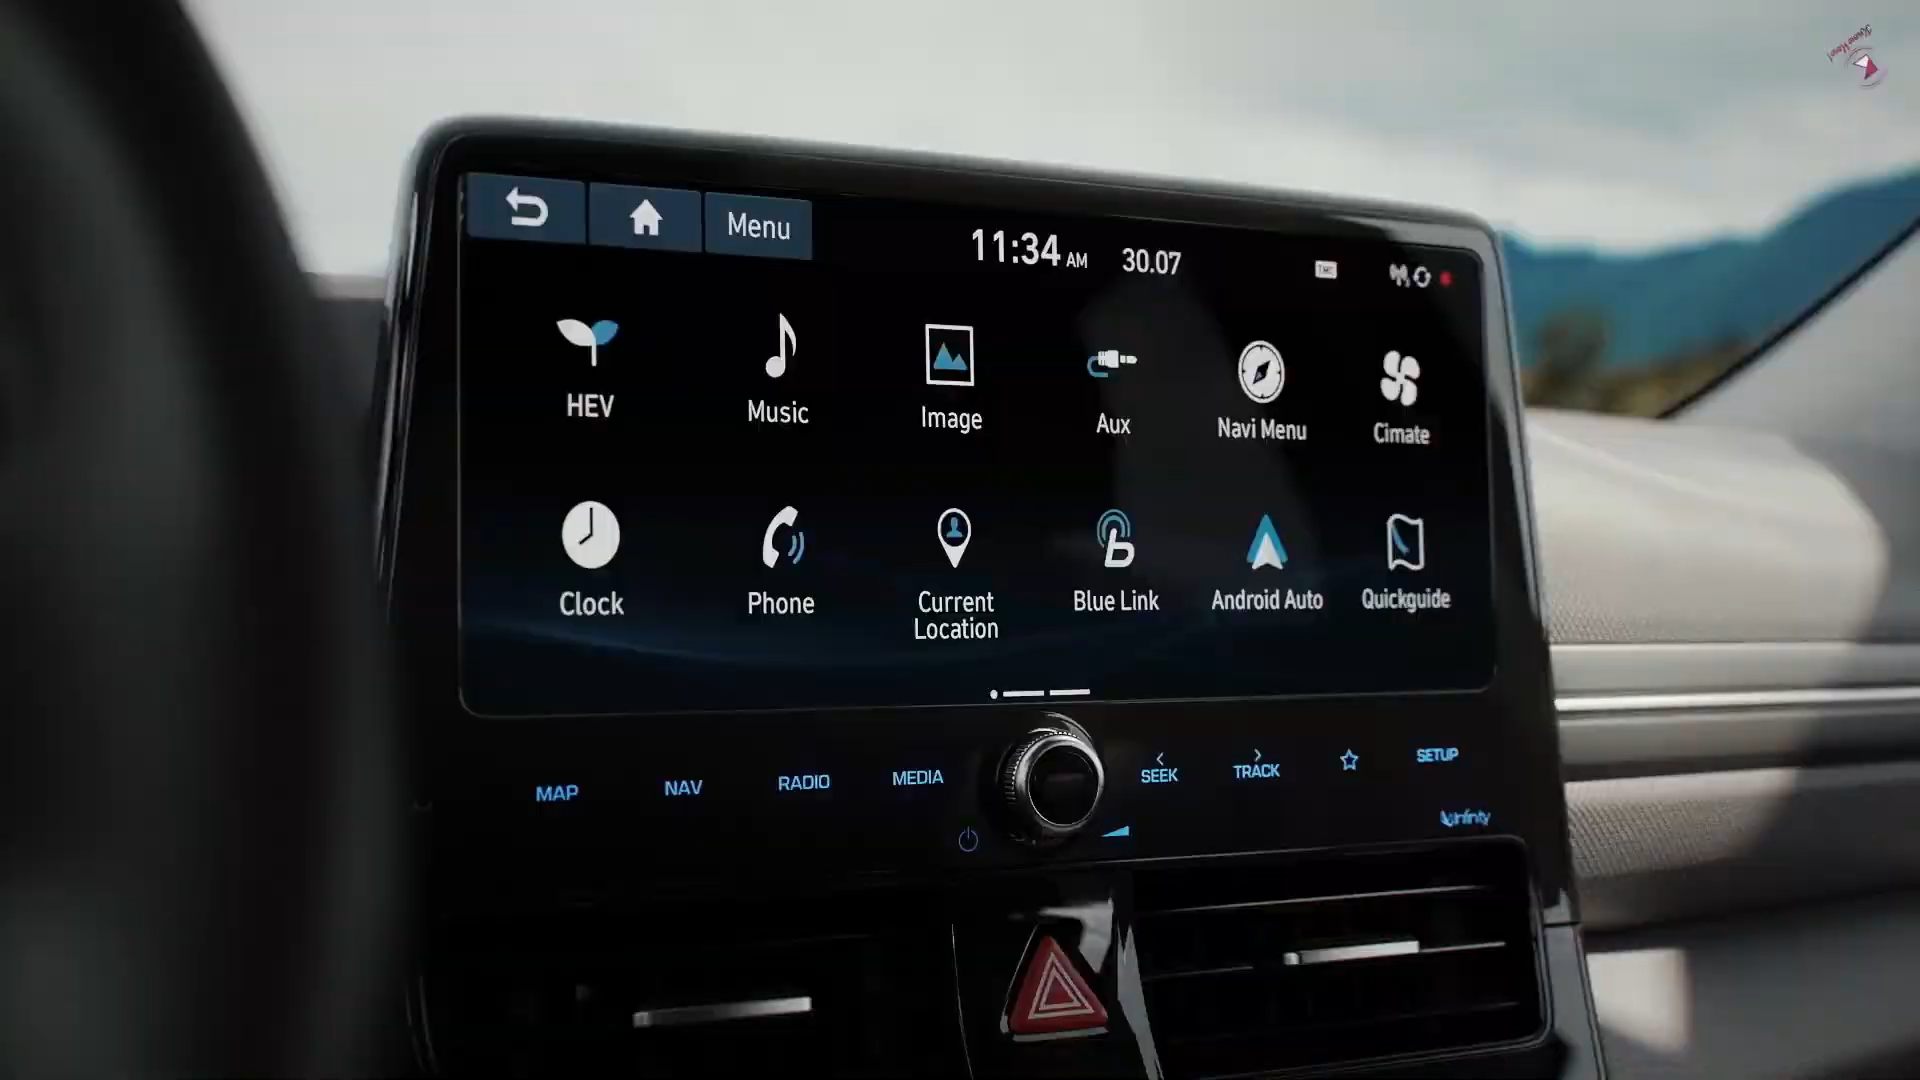 Menu
11:34 AM 30.07
HEV
Music
Image
Aux
Navi Menu
Cimate
Clock
Phone
Current
Location
Blue Link
Android Auto
Quickguide
MAP
NAV
RADIO
MEDIA
SEEK
TRACK
SETUP
infinity